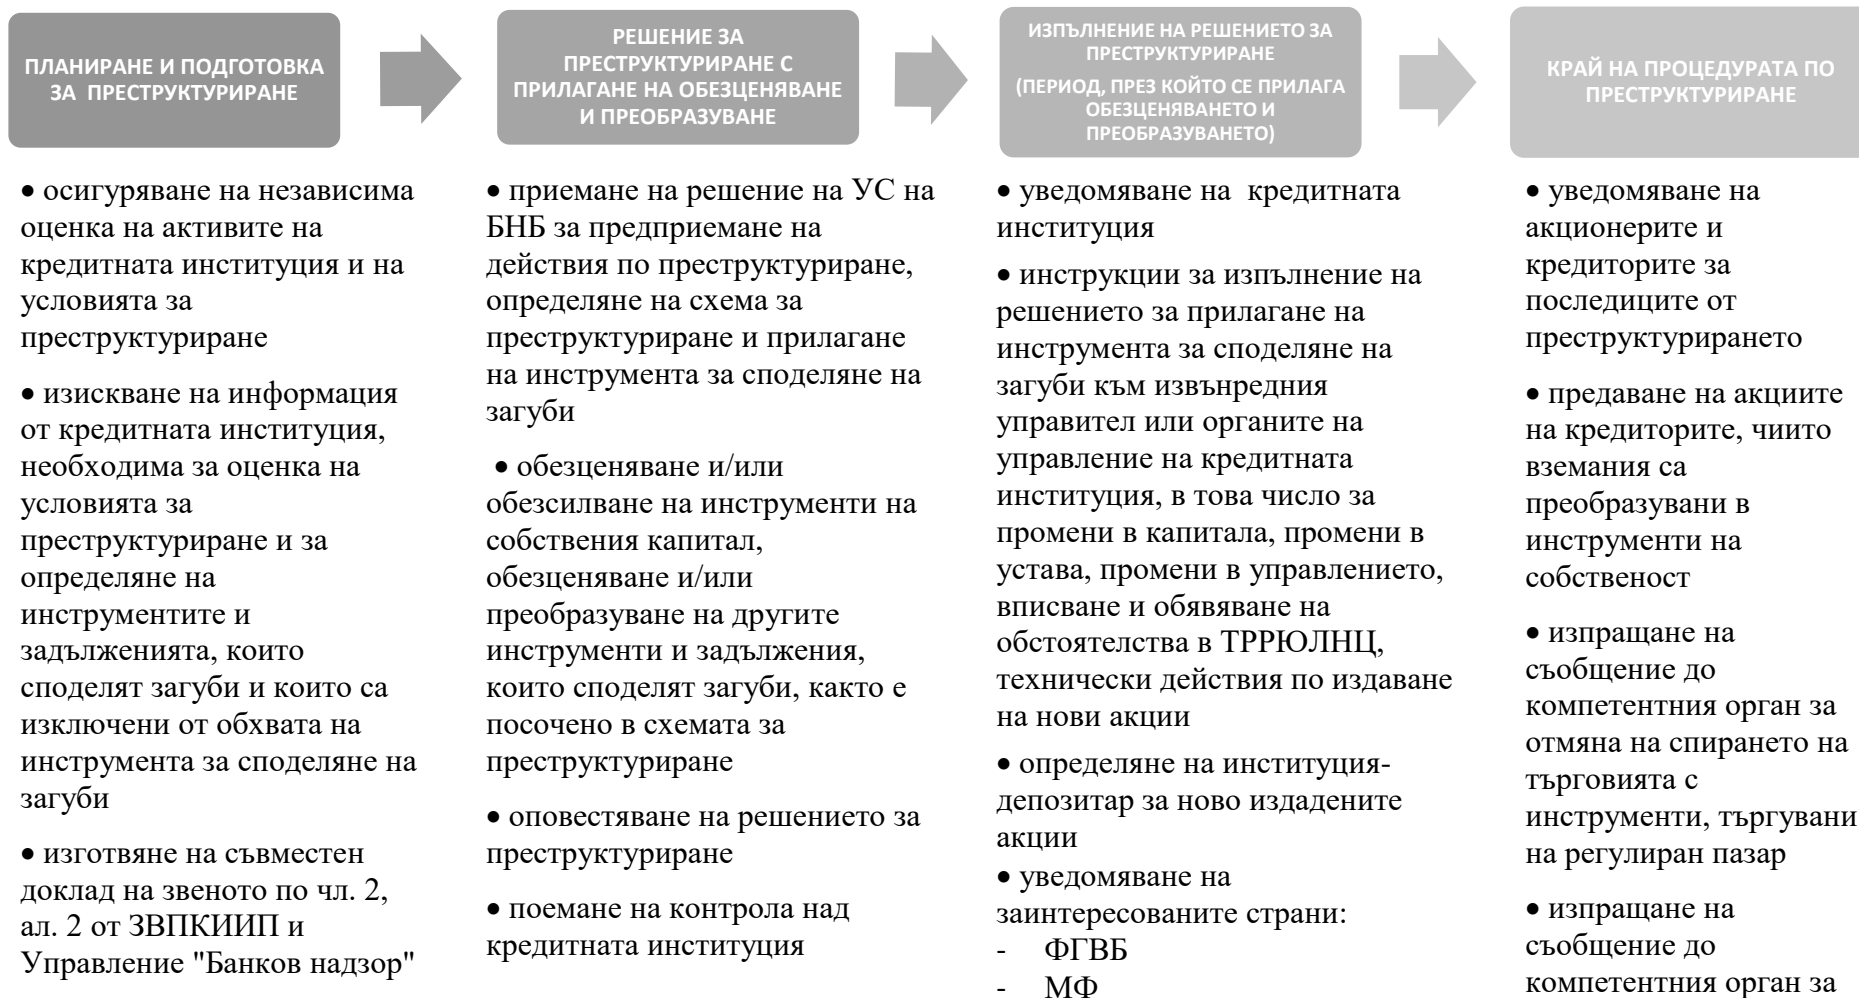 ПЛАНИРАНЕ И ПОДГОТОВКА
ЗА ПРЕСТРУКТУРИРАНЕ
РЕШЕНИЕ ЗА
ПРЕСТРУКТУРИРАНЕ С
ПРИЛАГАНЕ НА ОБЕЗЦЕНЯВАНЕ
И ПРЕОБРАЗУВАНЕ
ИЗПЪЛНЕНИЕ НА РЕШЕНИЕТО ЗА
ПРЕСТРУКТУРИРАНЕ
(ПЕРИОД, ПРЕЗ КОЙТО СЕ ПРИЛАГА
ОБЕЗЦЕНЯВАНЕТО И
ПРЕОБРАЗУВАНЕТО)
КРАЙ НА ПРОЦЕДУРАТА ПО
ПРЕСТРУКТУРИРАНЕ
• осигуряване на независима
оценка на активите на
кредитната институция и на
условията за
преструктуриране
• изискване на информация
от кредитната институция,
необходима за оценка на
условията за
преструктуриране и за
определяне на
инструментите и
задълженията, които
споделят загуби и които са
изключени от обхвата на
инструмента за споделяне на
загуби
• изготвяне на съвместен
доклад на звеното по чл. 2,
ал. 2 от ЗВПКИИП и
Управление "Банков надзор"
• приемане на решение на УС на
БНБ за предприемане на
действия по преструктуриране,
определяне на схема за
преструктуриране и прилагане
на инструмента за споделяне на
загуби
• обезценяване и/или
обезсилване на инструменти на
собствения капитал,
обезценяване и/или
преобразуване на другите
инструменти и задължения,
които споделят загуби, както е
посочено в схемата за
преструктуриране
• оповестяване на решението за
преструктуриране
• поемане на контрола над
кредитната институция
• уведомяване на кредитната
институция
• инструкции за изпълнение на
решението за прилагане на
инструмента за споделяне на
загуби към извънредния
управител или органите на
управление на кредитната
институция, в това число за
промени в капитала, промени в
устава, промени в управлението,
вписване и обявяване на
обстоятелства в ТРРЮЛНЦ,
технически действия по издаване
на нови акции
• определяне на институция-
депозитар за ново издадените
акции
• уведомяване на
заинтересованите страни:
- ФГВБ
- МФ
• уведомяване на
акционерите и
кредиторите за
последиците от
преструктурирането
• предаване на акциите
на кредиторите, чиито
вземания са
преобразувани в
инструменти на
собственост
• изпращане на
съобщение до
компетентния орган за
отмяна на спирането на
търговията с
инструменти, търгувани
на регулиран пазар
• изпращане на
съобщение до
компетентния орган за